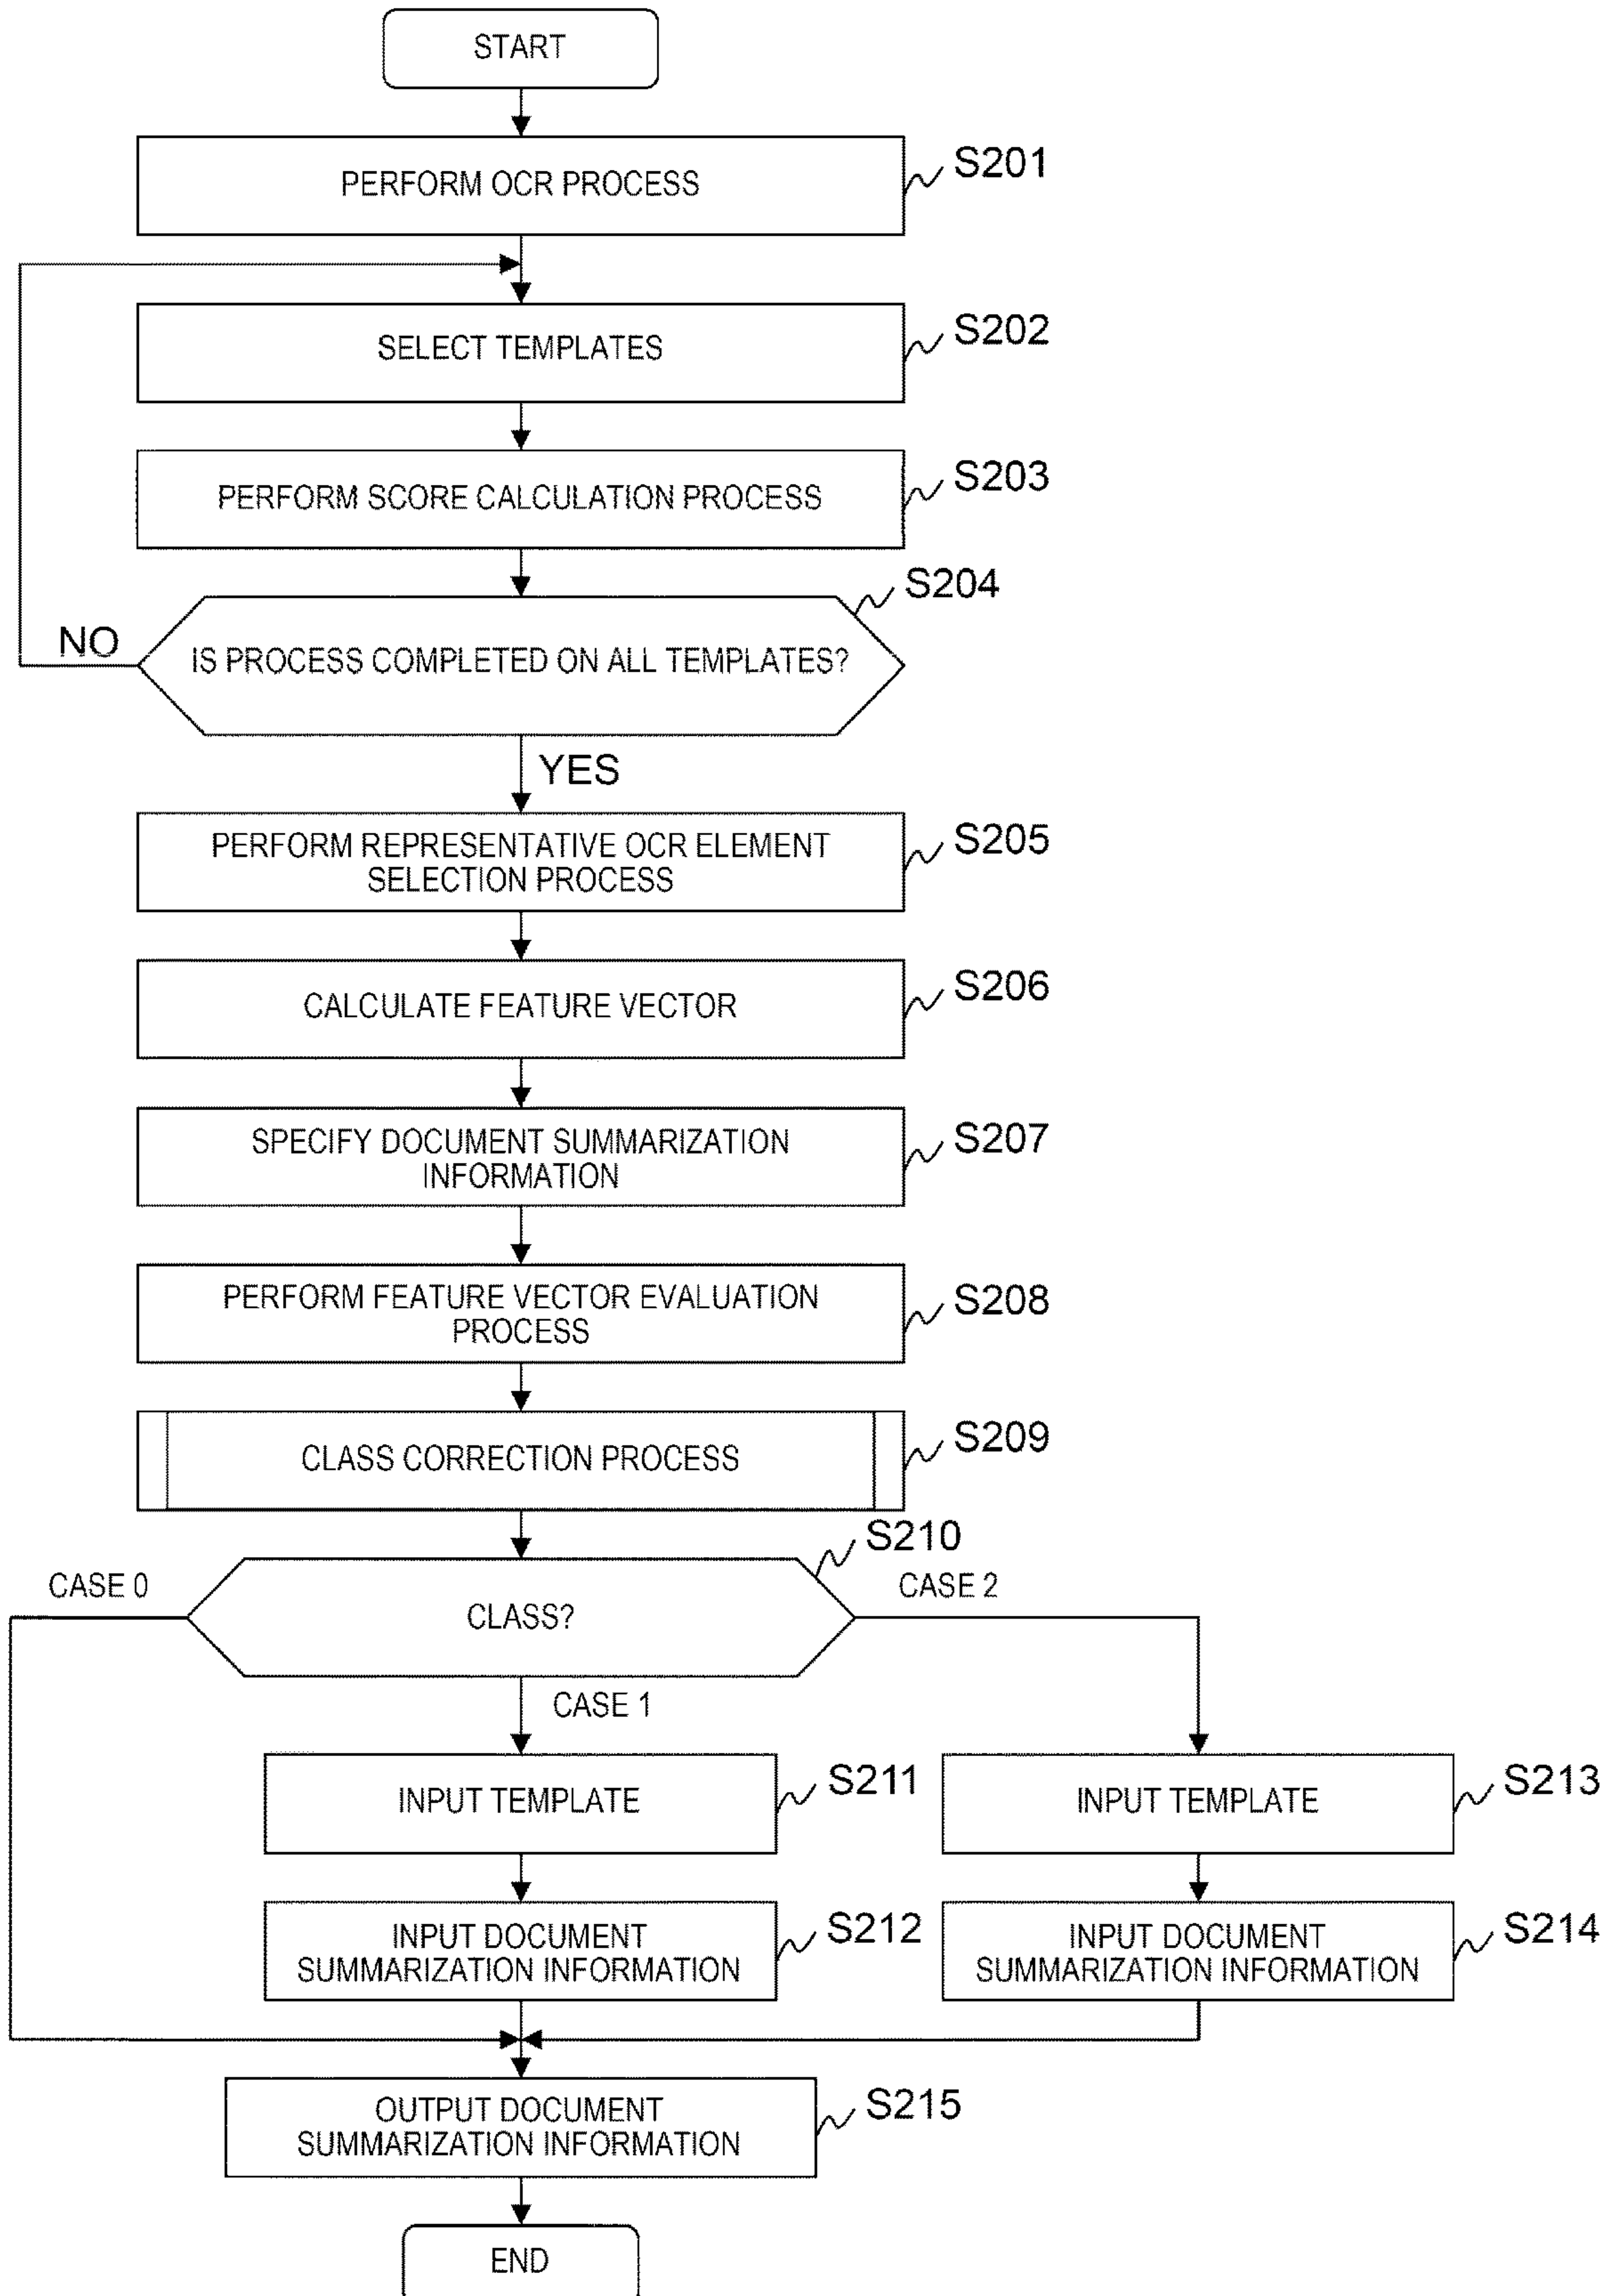 START
PERFORM OCR PROCESS
S201
SELECT TEMPLATES
S202
PERFORM SCORE CALCULATION PROCESS
S203
S204
NO
IS PROCESS COMPLETED ON ALL TEMPLATES?
YES
PERFORM REPRESENTATIVE OCR ELEMENT
SELECTION PROCESS
S205
CALCULATE FEATURE VECTOR
S206
SPECIFY DOCUMENT SUMMARIZATION
INFORMATION
S207
PERFORM FEATURE VECTOR EVALUATION
PROCESS
S208
CLASS CORRECTION PROCESS
S209
S210
CASE 0
CLASS?
CASE 2
CASE 1
INPUT TEMPLATE
S211
INPUT TEMPLATE
S213
INPUT DOCUMENT
SUMMARIZATION INFORMATION
S212
INPUT DOCUMENT
SUMMARIZATION INFORMATION
S214
OUTPUT DOCUMENT
SUMMARIZATION INFORMATION
S215
END